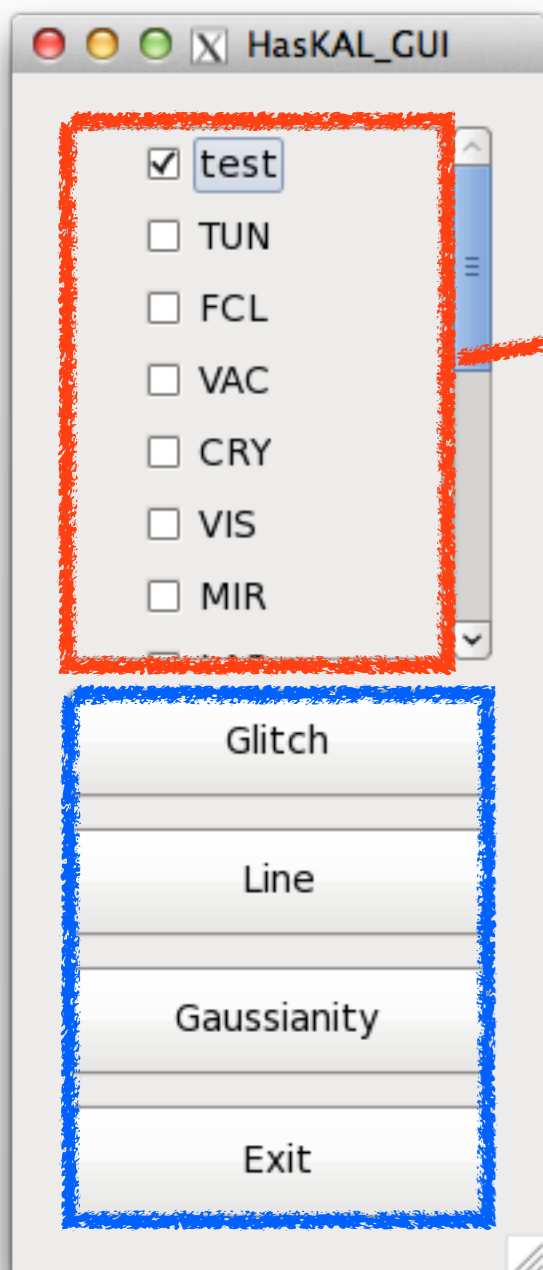 HasKAL_GUI
test
TUN
FCL
VAC
CRY
VIS
MIR
Glitch
Line
Gaussianity
Exit